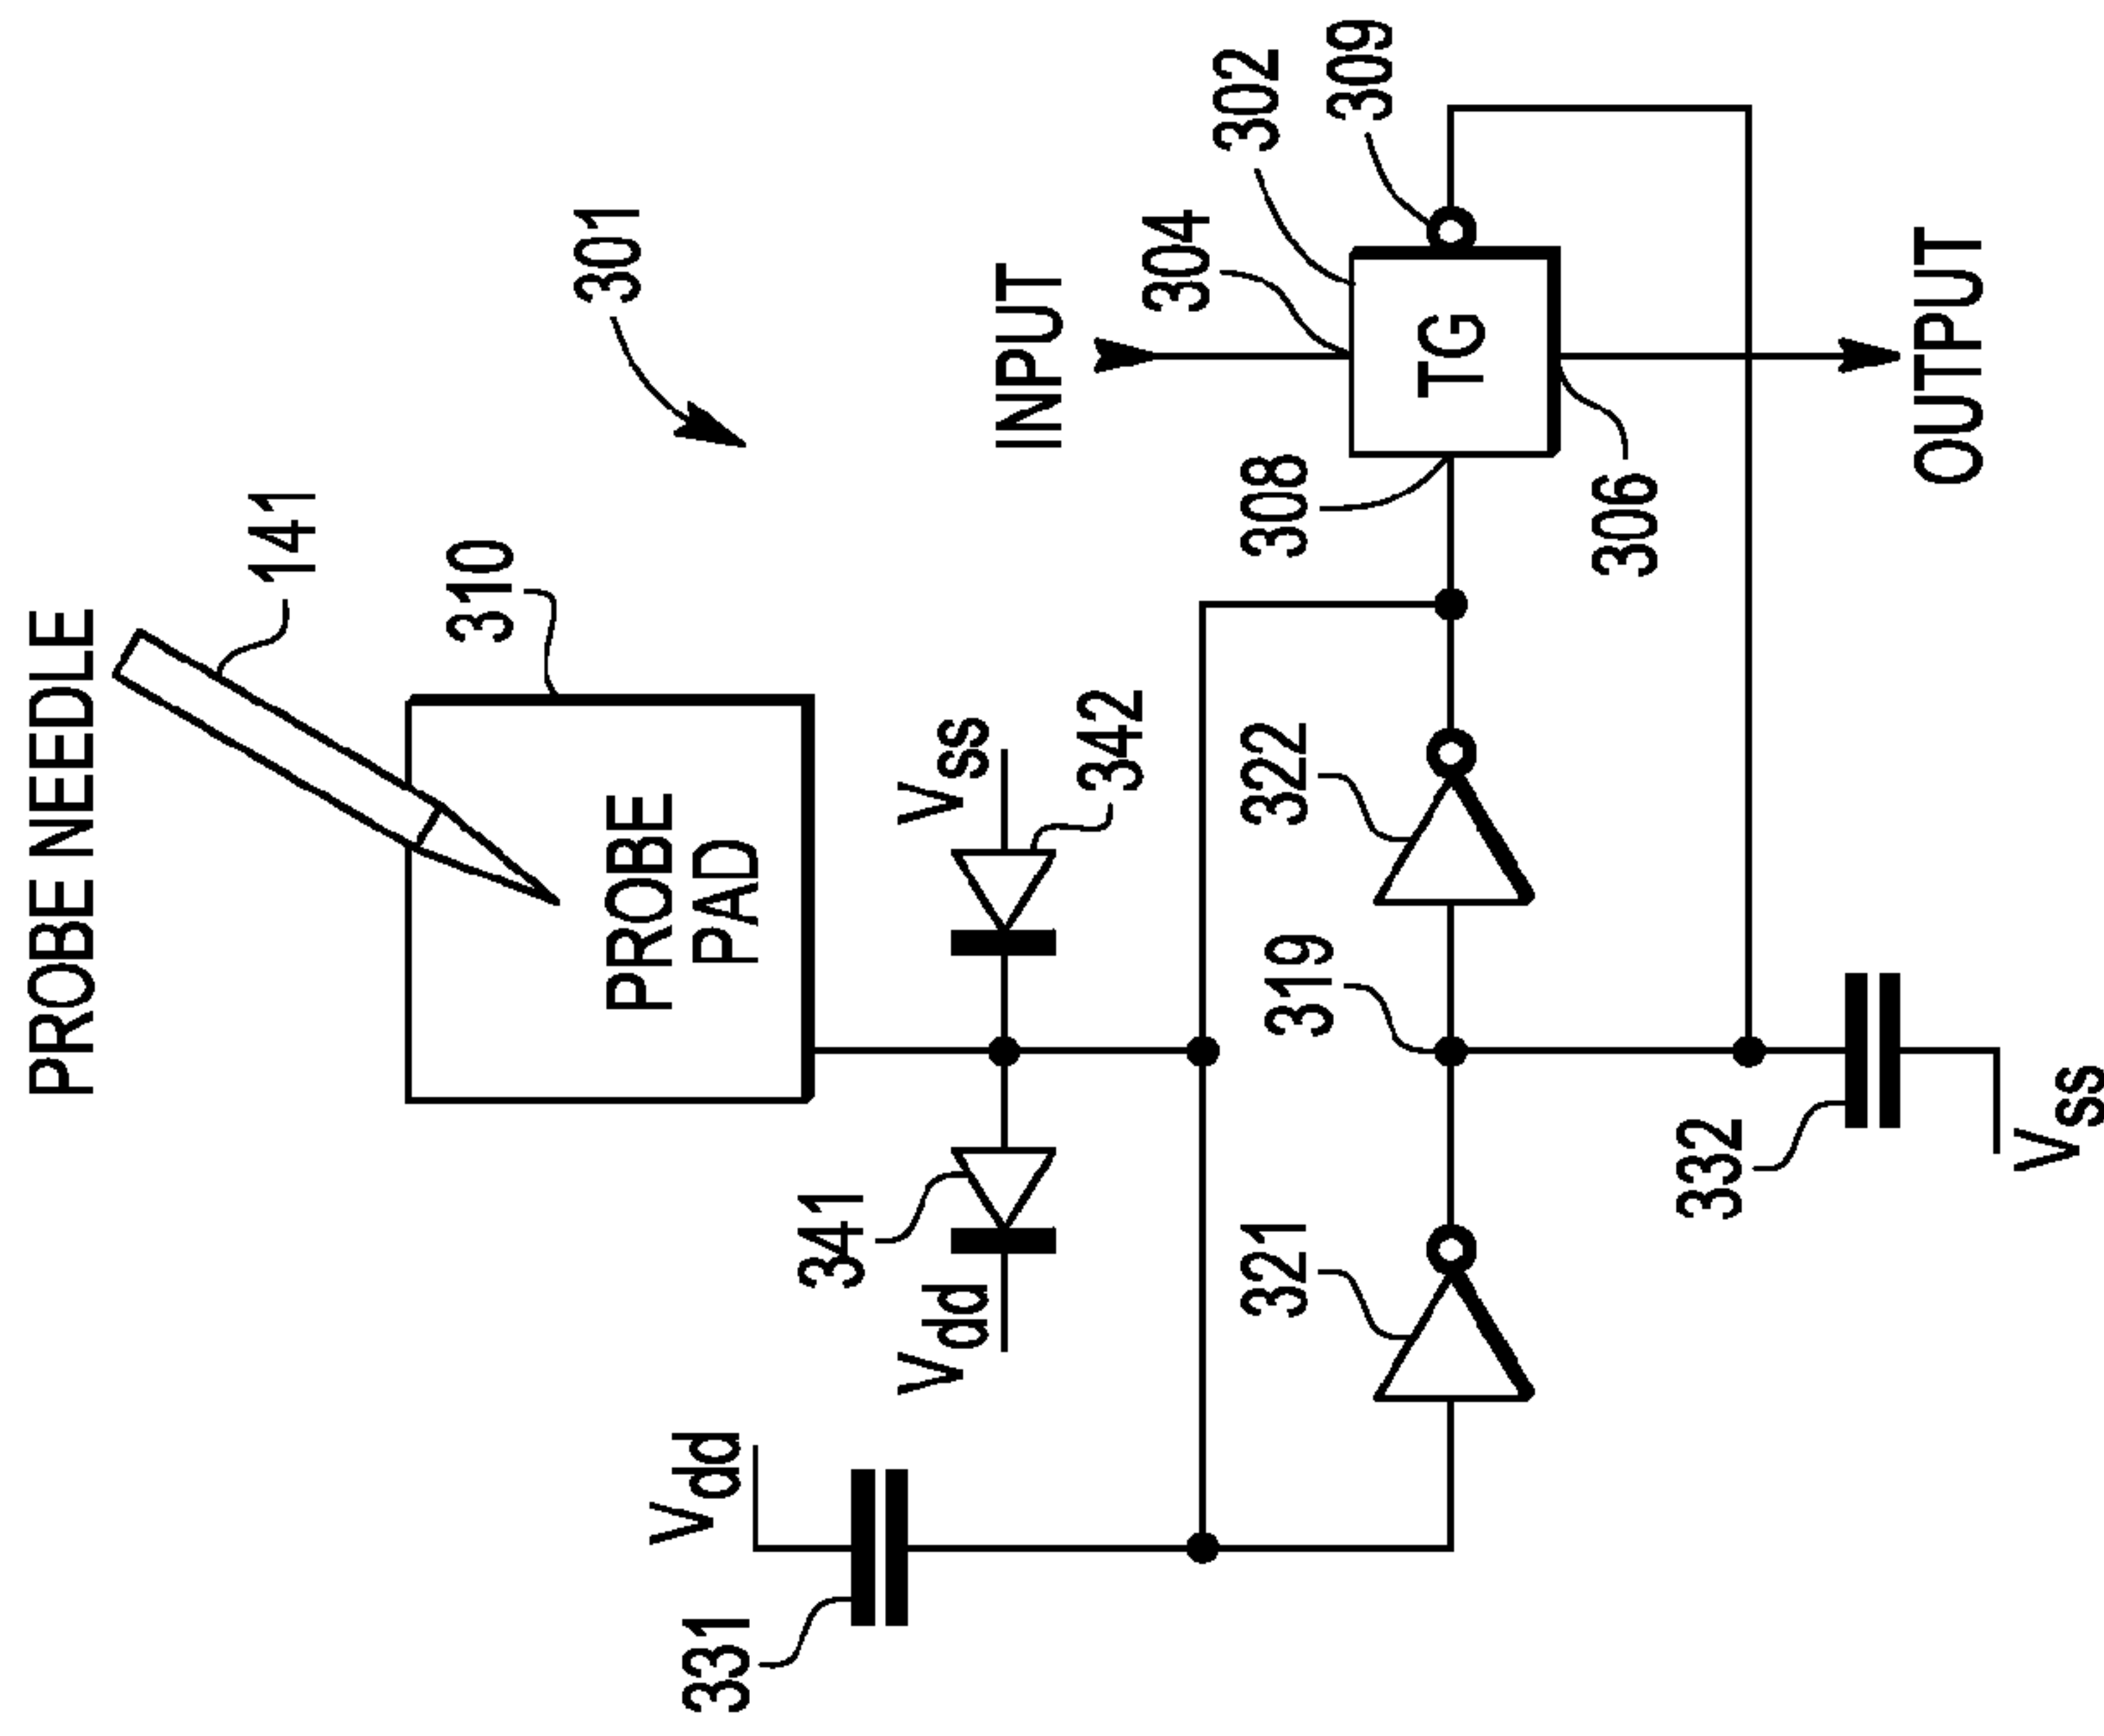 PROBE NEEDLE
141
310
PROBE
PAD
301
Vdd
331
341
Vdd
Vss
342
INPUT
304
302
309
321
319
322
308
TG
306
332
Vss
OUTPUT